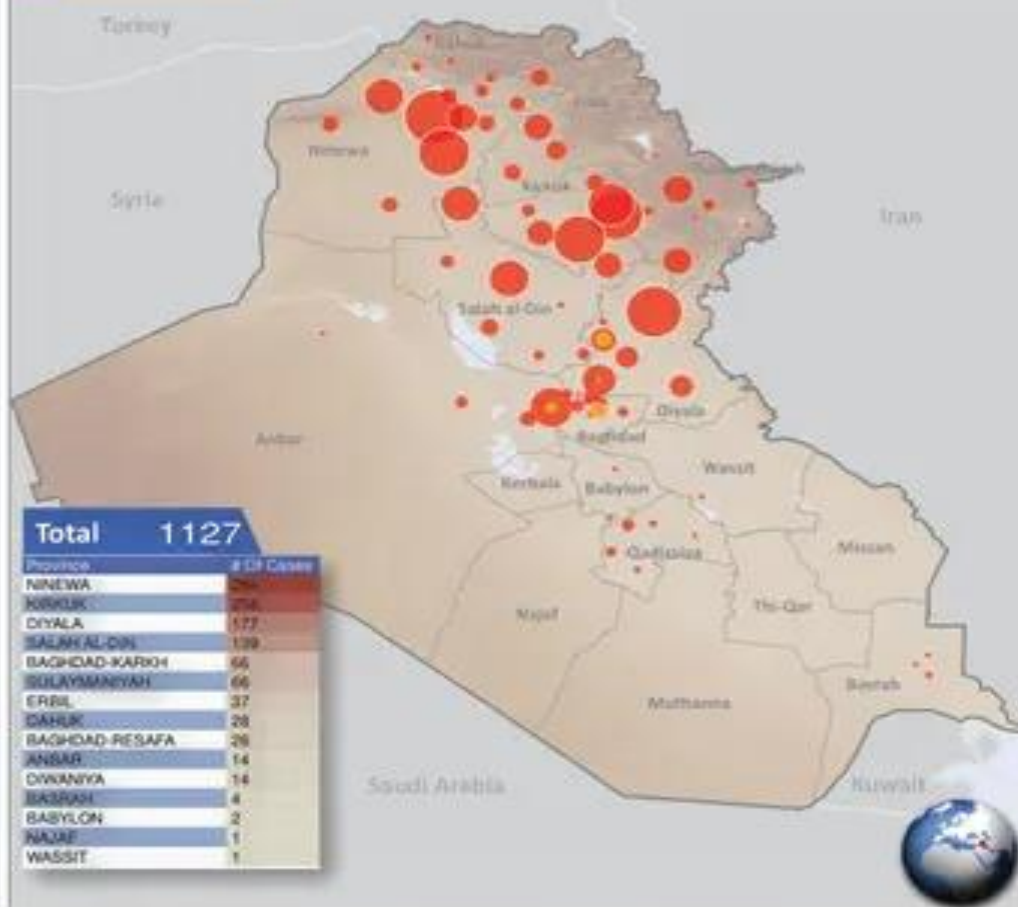 Turkey
Syria
Iran
Ninewa
Kirkuk
Salah al-Din
Diyala
Baghdad
Anbar
Wassit
Kerbala
Babylon
Qadissiya
Missan
Najaf
Thi-Qar
Basrah
Muthanna
Saudi Arabia
Kuwait
Total 1127
Province # Of Cases
NINEWA
KIRKUK 256
DIYALA 177
SALAH AL-DIN 139
BAGHDAD-KARKH 66
SULAYMANIYAH 66
ERBIL 37
DAHUK 28
BAGHDAD-RESAFA 28
ANBAR 14
DIWANIYA 14
BASRAH 4
BABYLON 2
NAJAF 1
WASSIT 1